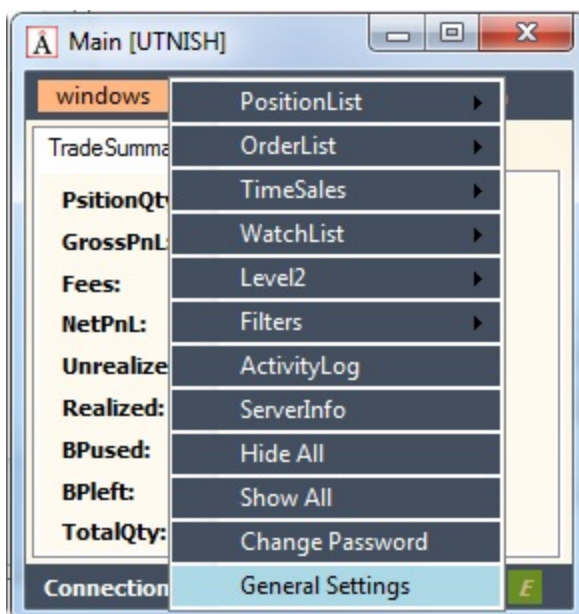 Main [UTNISH]
windows
PositionList
TradeSumma
OrderList
PsitionQt
TimeSales
GrossPnL:
WatchList
Fees:
Level2
NetPnL:
Filters
Unrealize
ActivityLog
Realized:
ServerInfo
BPused:
Hide All
BPleft:
Show All
TotalQty:
Change Password
Connection
General Settings
E